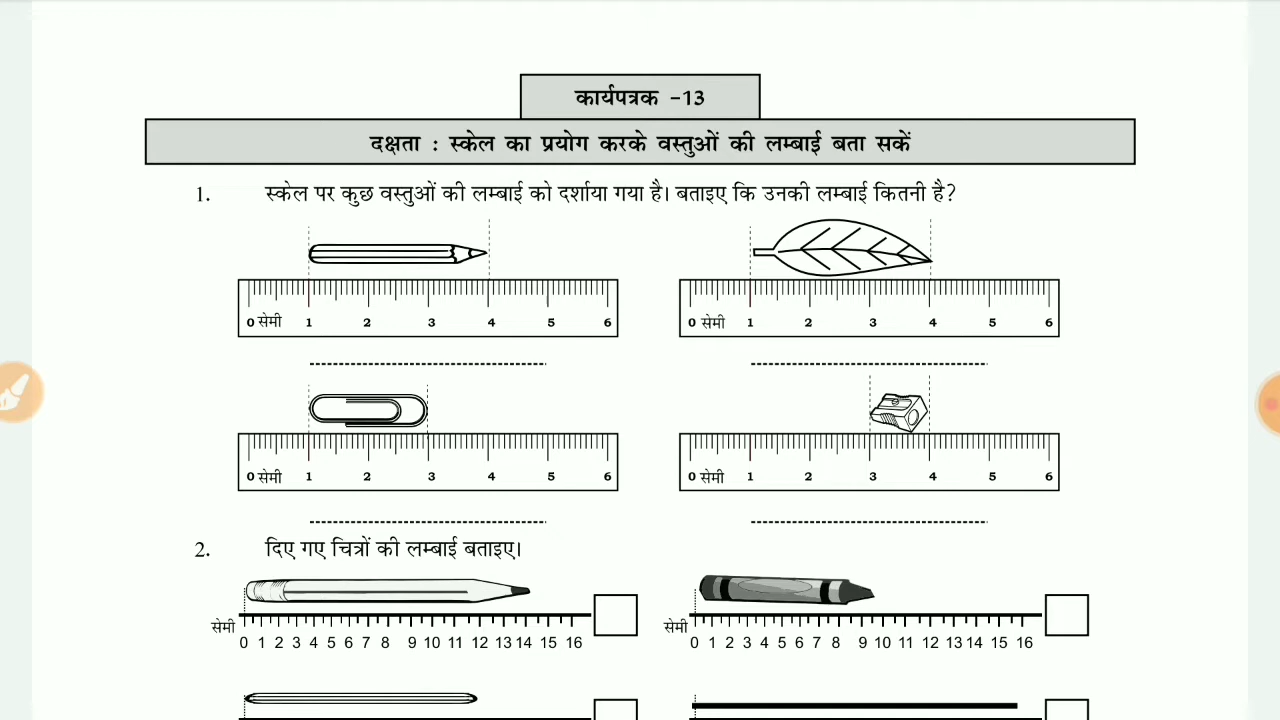 कार्यपत्रक -13
दक्षता : स्केल का प्रयोग करके वस्तुओं की लम्बाई बता सकें
1. स्केल पर कुछ वस्तुओं की लम्बाई को दर्शाया गया है। बताइए कि उनकी लम्बाई कितनी है?
0 सेमी 1 2 3 4 5 6
0 सेमी 1 2 3 4 5 6
0 सेमी 1 2 3 4 5 6
0 सेमी 1 2 3 4 5 6
2. दिए गए चित्रों की लम्बाई बताइए।
सेमी 0 1 2 3 4 5 6 7 8 9 10 11 12 13 14 15 16
सेमी 0 1 2 3 4 5 6 7 8 9 10 11 12 13 14 15 16